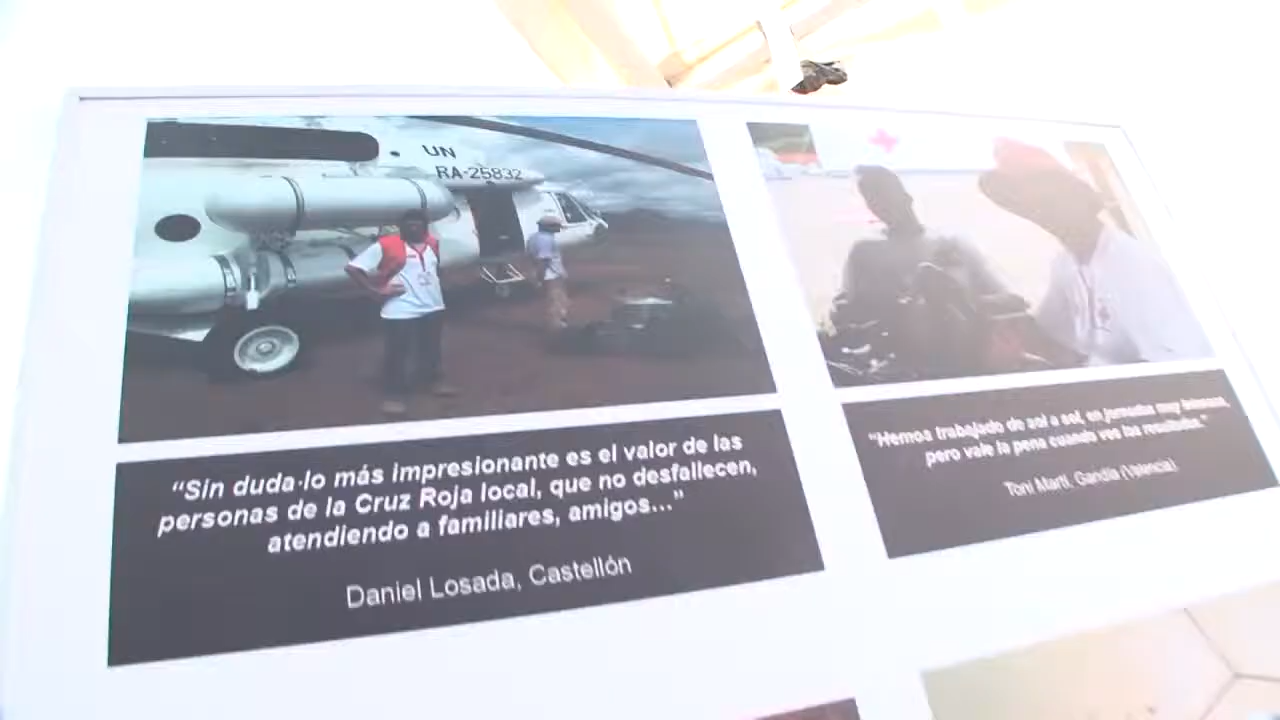 UN
RA-25832
“Sin duda lo más impresionante es el valor de las
personas de la Cruz Roja local, que no desfallecen,
atendiendo a familiares, amigos...”
Daniel Losada, Castellón
“Hemos trabajado de sol a sol, en jornadas muy intensas,
pero vale la pena cuando ves los resultados.”
Toni Martí. Gandía (Valencia)